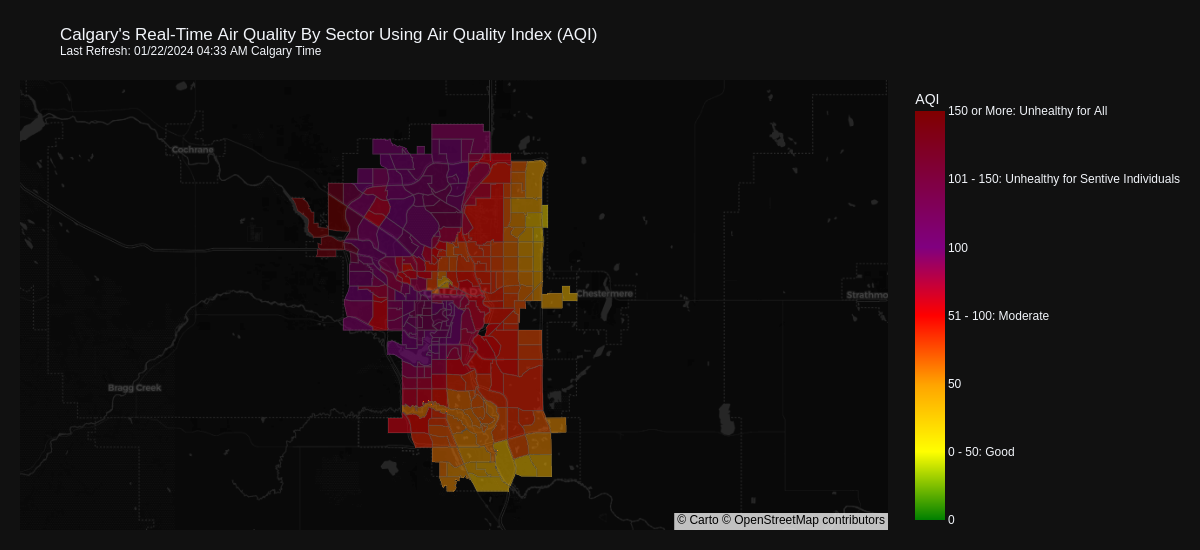 Calgary's Real-Time Air Quality By Sector Using Air Quality Index (AQI)
Last Refresh: 01/22/2024 04:33 AM Calgary Time
AQI
150 or More: Unhealthy for All
Cochrane
101 - 150: Unhealthy for Sentive Individuals
100
CALGARY
Chestermere
Strathmo
51 - 100: Moderate
50
Bragg Creek
0 - 50: Good
0
© Carto © OpenStreetMap contributors